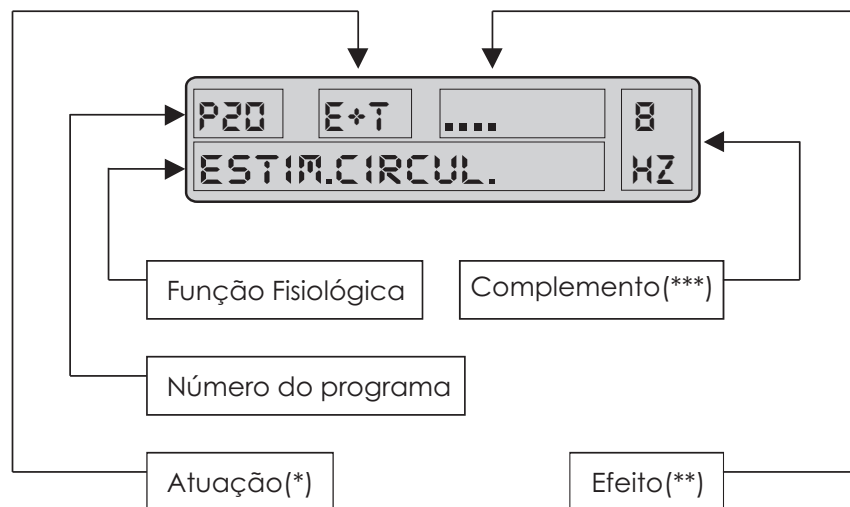 P20 E+T .... 8
ESTIM.CIRCUL. HZ
Função Fisiológica
Complemento(***)
Número do programa
Atuação(*)
Efeito(**)